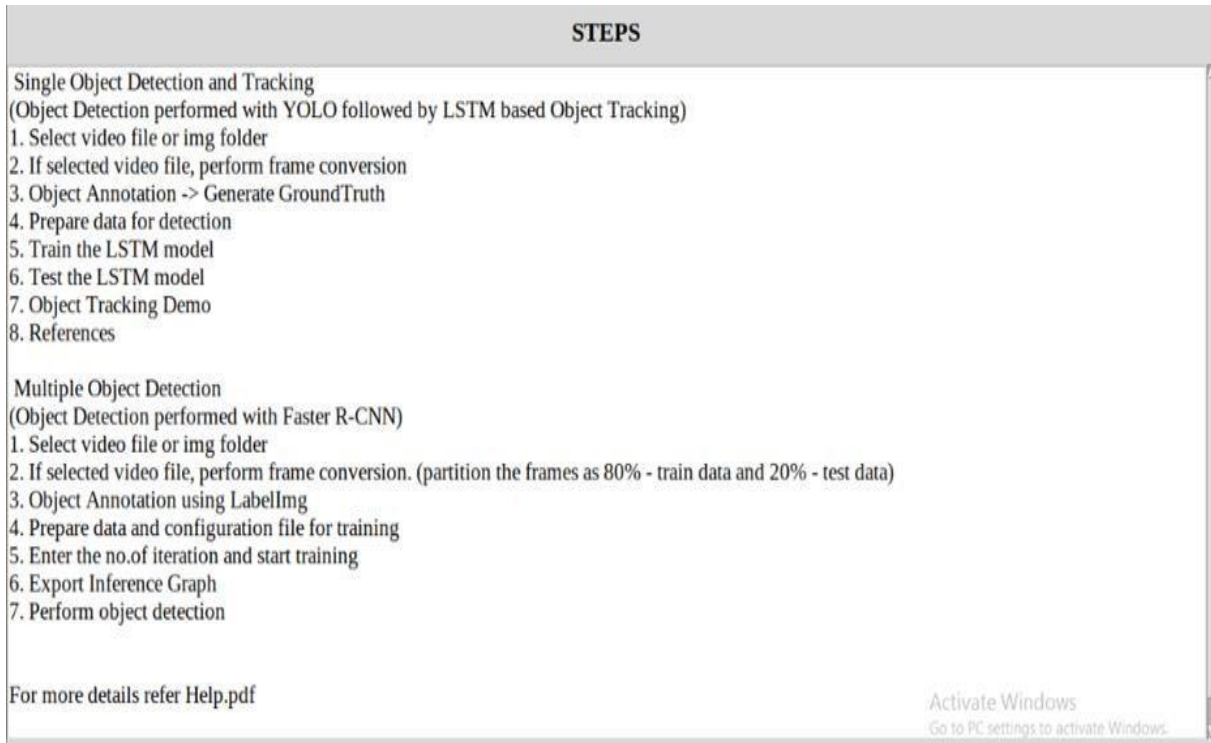 STEPS
Single Object Detection and Tracking
(Object Detection performed with YOLO followed by LSTM based Object Tracking)
1. Select video file or img folder
2. If selected video file, perform frame conversion
3. Object Annotation -> Generate GroundTruth
4. Prepare data for detection
5. Train the LSTM model
6. Test the LSTM model
7. Object Tracking Demo
8. References
Multiple Object Detection
(Object Detection performed with Faster R-CNN)
1. Select video file or img folder
2. If selected video file, perform frame conversion. (partition the frames as 80% - train data and 20% - test data)
3. Object Annotation using LabelImg
4. Prepare data and configuration file for training
5. Enter the no.of iteration and start training
6. Export Inference Graph
7. Perform object detection
For more details refer Help.pdf
Activate Windows
Go to PC settings to activate Windows.